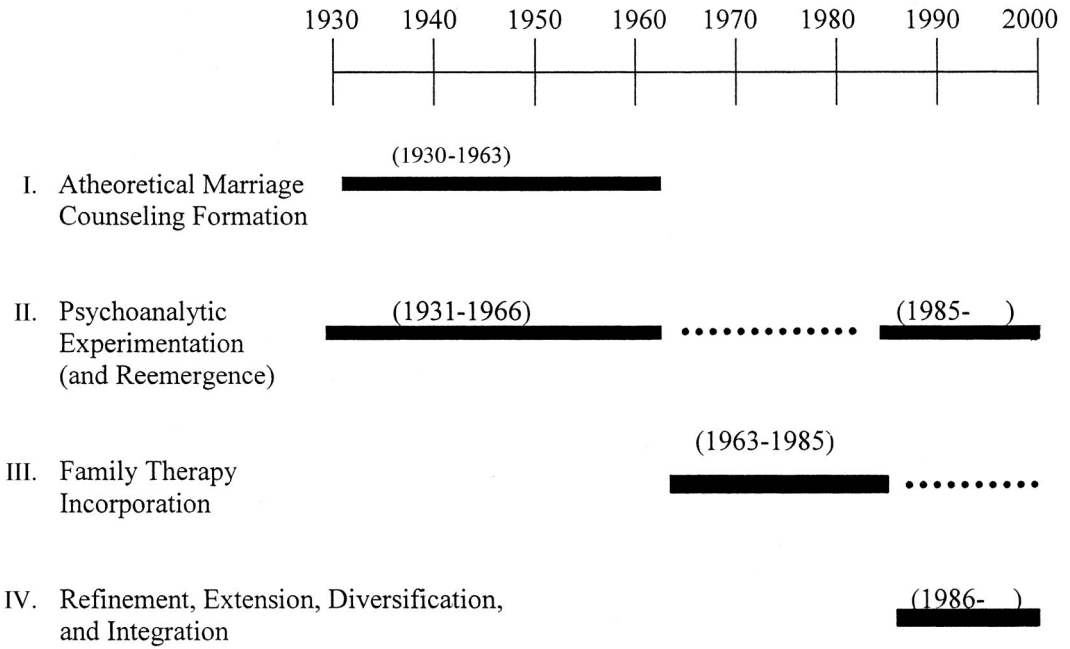 1930 1940 1950 1960 1970 1980 1990 2000
(1930-1963)
I. Atheoretical Marriage
Counseling Formation
II. Psychoanalytic (1931-1966) (1985- )
Experimentation
(and Reemergence)
(1963-1985)
III. Family Therapy
Incorporation
IV. Refinement, Extension, Diversification, (1986- )
and Integration